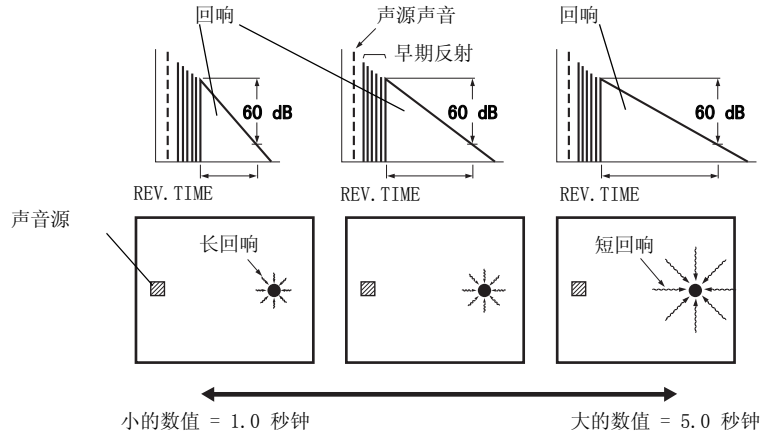 回响
声源声音
回响
早期反射
60 dB
60 dB
60 dB
REV.TIME
REV.TIME
REV.TIME
声音源
长回响
短回响
小的数值 = 1.0 秒钟
大的数值 = 5.0 秒钟